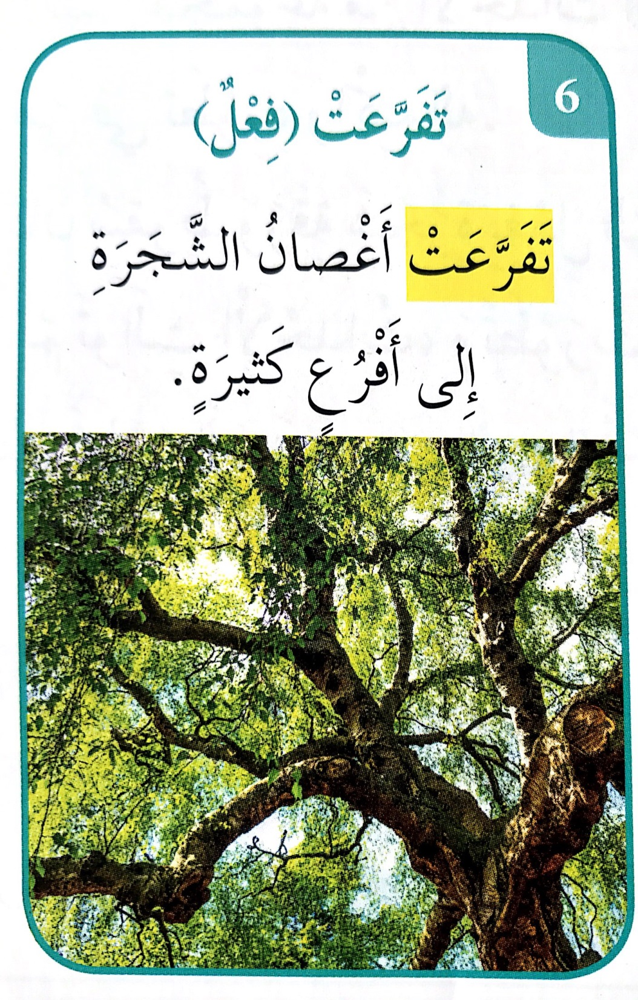 6
تَفَرَّعَتْ (فِعْلٌ)
تَفَرَّعَتْ أَغْصانُ الشَّجَرَةِ
إِلى أَفْرُعٍ كَثيرَةٍ.